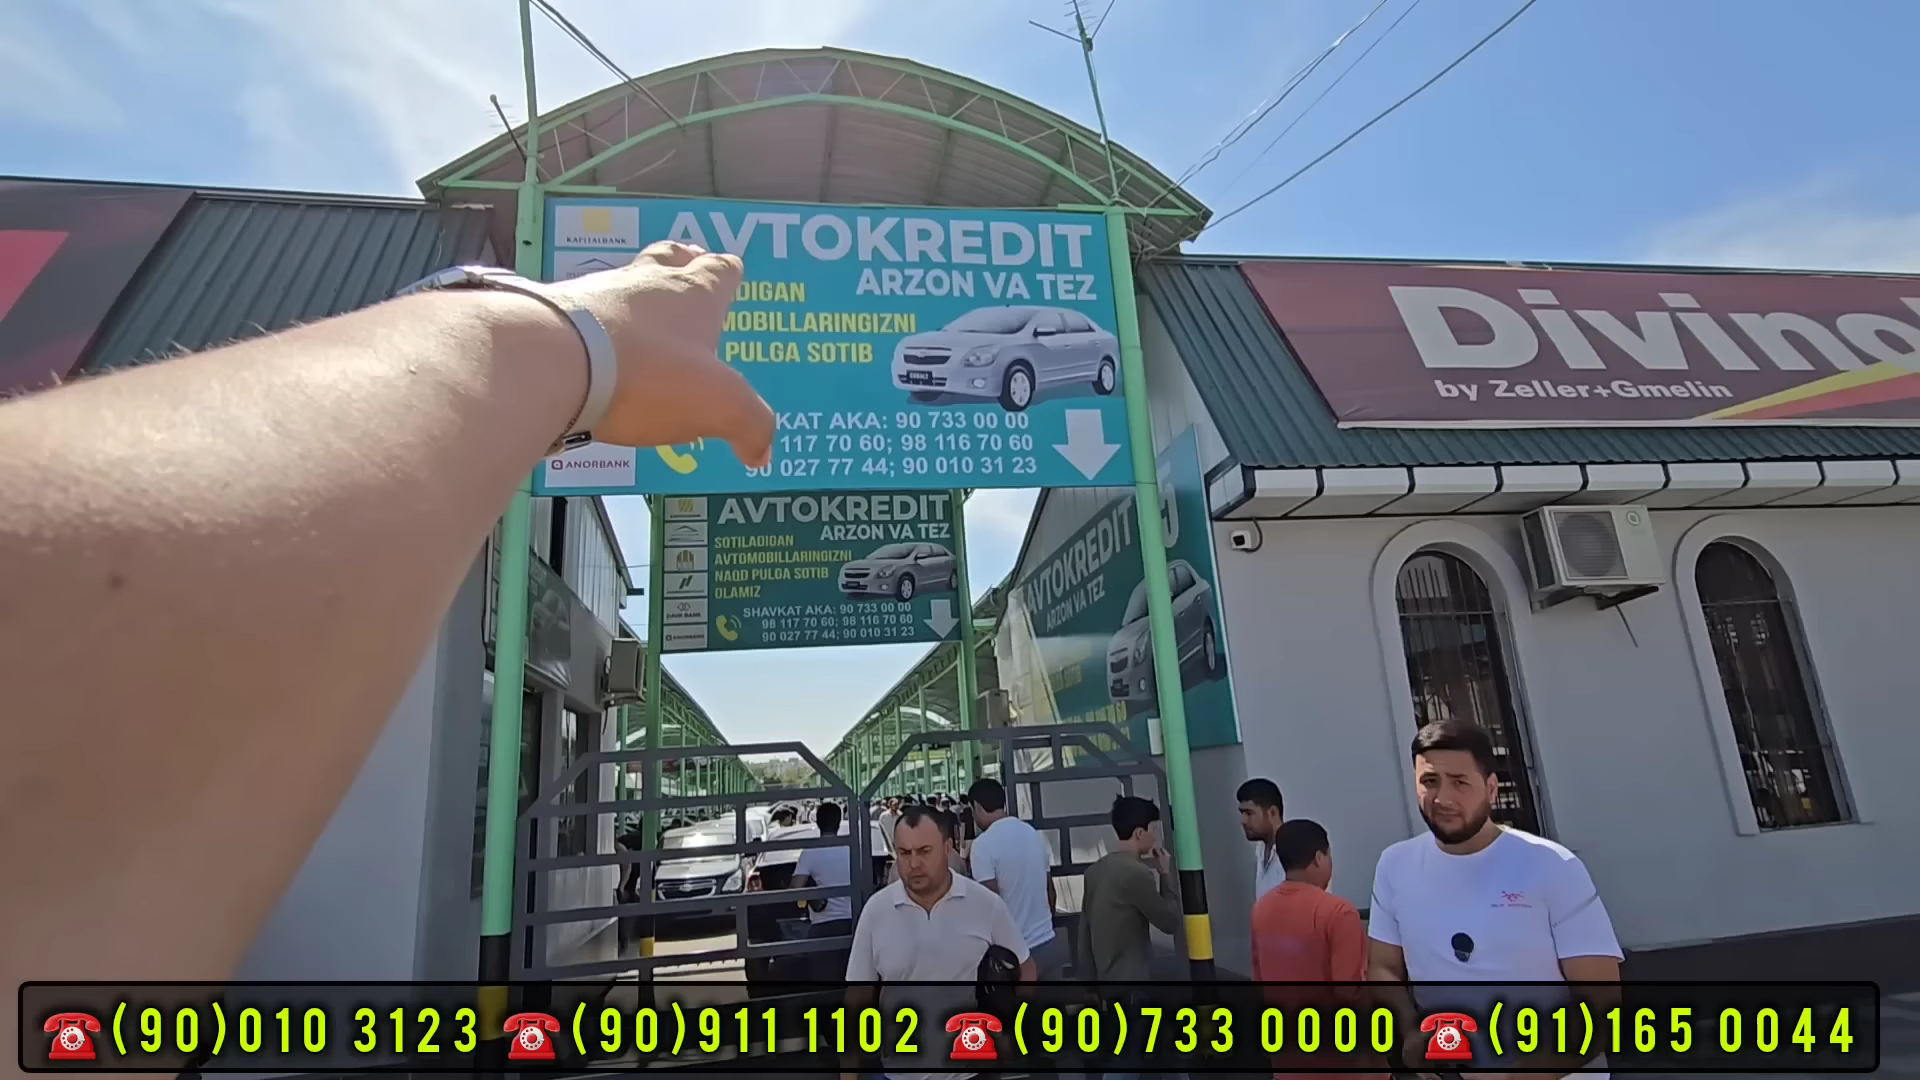 KAPITALBANK
AVTOKREDIT
ARZON VA TEZ
DIGAN
MOBILLARINGIZNI
PULGA SOTIB
COBALT
KAT AKA: 90 733 00 00
117 70 60; 98 116 70 60
90 027 77 44; 90 010 31 23
ANORBANK
AVTOKREDIT
ARZON VA TEZ
SOTILADIGAN
AVTOMOBILLARINGIZNI
NAQD PULGA SOTIB
OLAMIZ
SHAVKAT AKA: 90 733 00 00
98 117 70 60; 98 116 70 60
90 027 77 44; 90 010 31 23
ANORBANK
AVTOKREDIT
ARZON VA TEZ
5
Divino
by Zeller+Gmelin
(90)010 3123 (90)911 1102 (90)733 0000 (91)165 0044